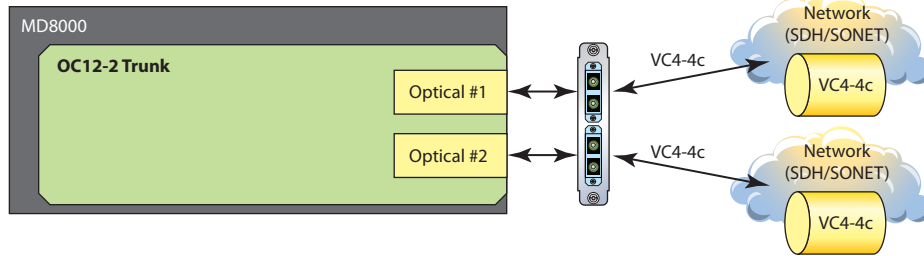 MD8000
OC12-2 Trunk
Optical #1
Optical #2
VC4-4c
Network
(SDH/SONET)
VC4-4c
VC4-4c
Network
(SDH/SONET)
VC4-4c